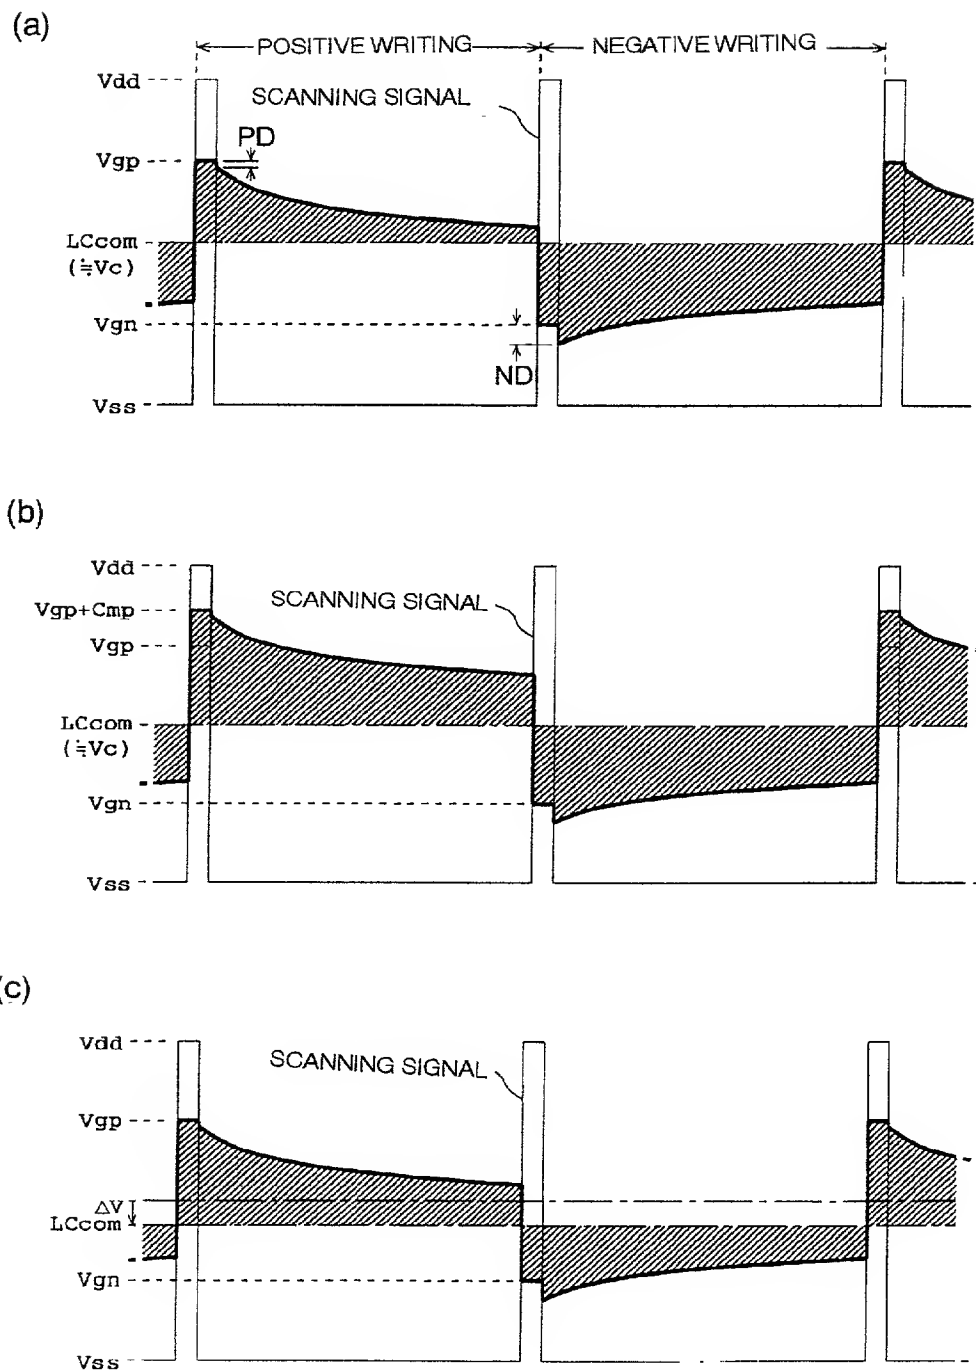 (a)
POSITIVE WRITING
NEGATIVE WRITING
Vdd
SCANNING SIGNAL
PD
Vgp
LCcom
(≒Vc)
Vgn
ND
Vss
(b)
Vdd
Vgp+Cmp
SCANNING SIGNAL
Vgp
LCcom
(≒Vc)
Vgn
Vss
(c)
Vdd
SCANNING SIGNAL
Vgp
△V
LCcom
Vgn
Vss